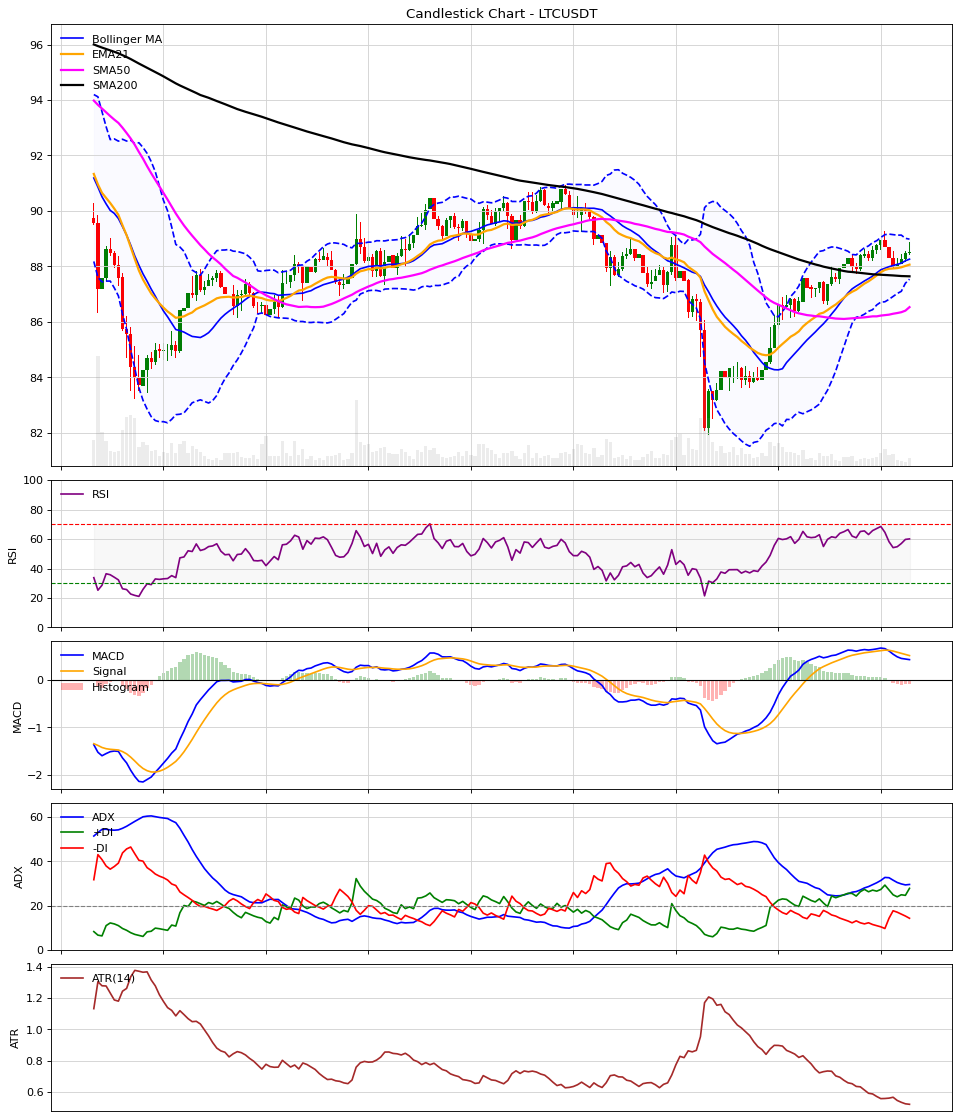 Candlestick Chart - LTCUSDT
Bollinger MA
EMA21
SMA50
SMA200
96
94
92
90
88
86
84
82
RSI
100
80
60
40
20
0
RSI
MACD
Signal
Histogram
0
−1
−2
MACD
ADX
+DI
-DI
60
40
20
0
ADX
ATR(14)
1.4
1.2
1.0
0.8
0.6
ATR